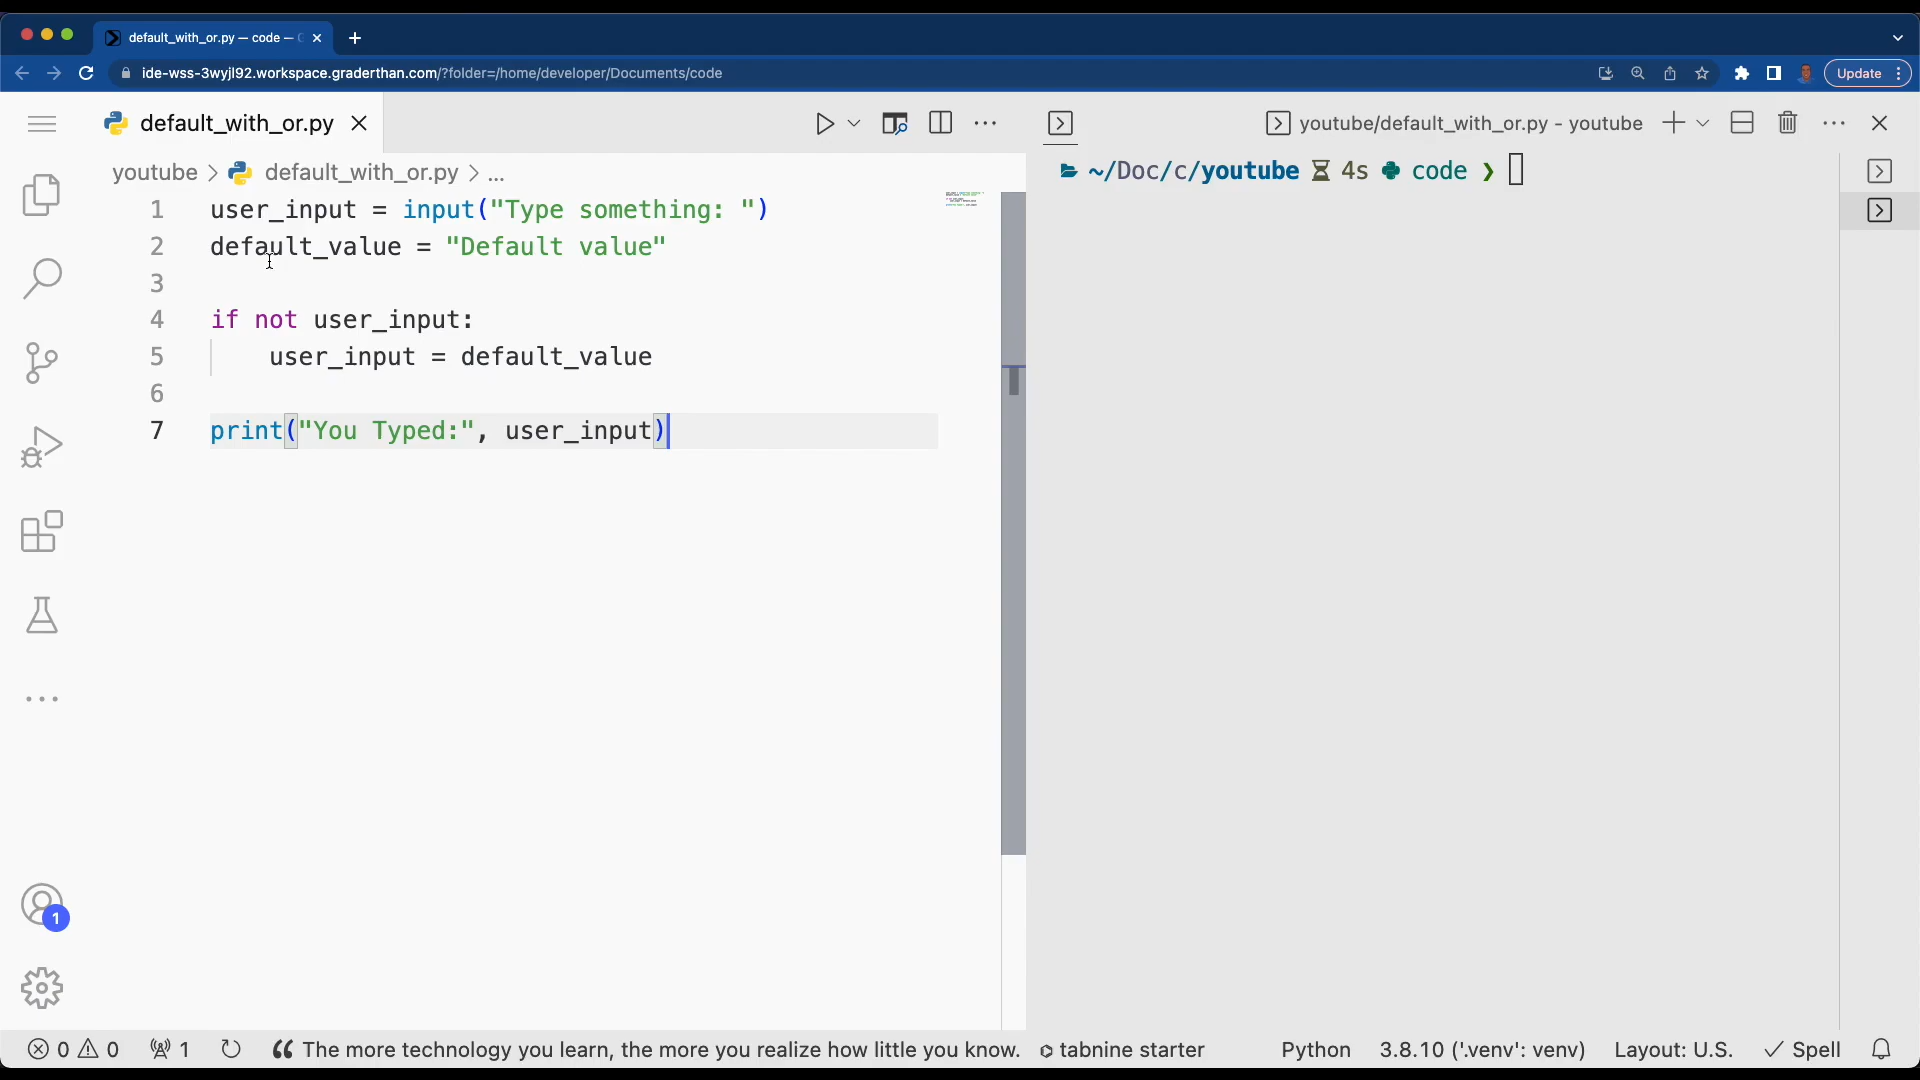 default_with_or.py — code —
ide-wss-3wyjl92.workspace.graderthan.com/?folder=/home/developer/Documents/code
Update
default_with_or.py
youtube/default_with_or.py - youtube
youtube > default_with_or.py > ...
~/Doc/c/youtube 4s code ❯
1 user_input = input("Type something: ")
2 default_value = "Default value"
3
4 if not user_input:
5 user_input = default_value
6
7 print("You Typed:", user_input)
1
0 0 1 The more technology you learn, the more you realize how little you know. tabnine starter Python 3.8.10 ('.venv': venv) Layout: U.S. Spell